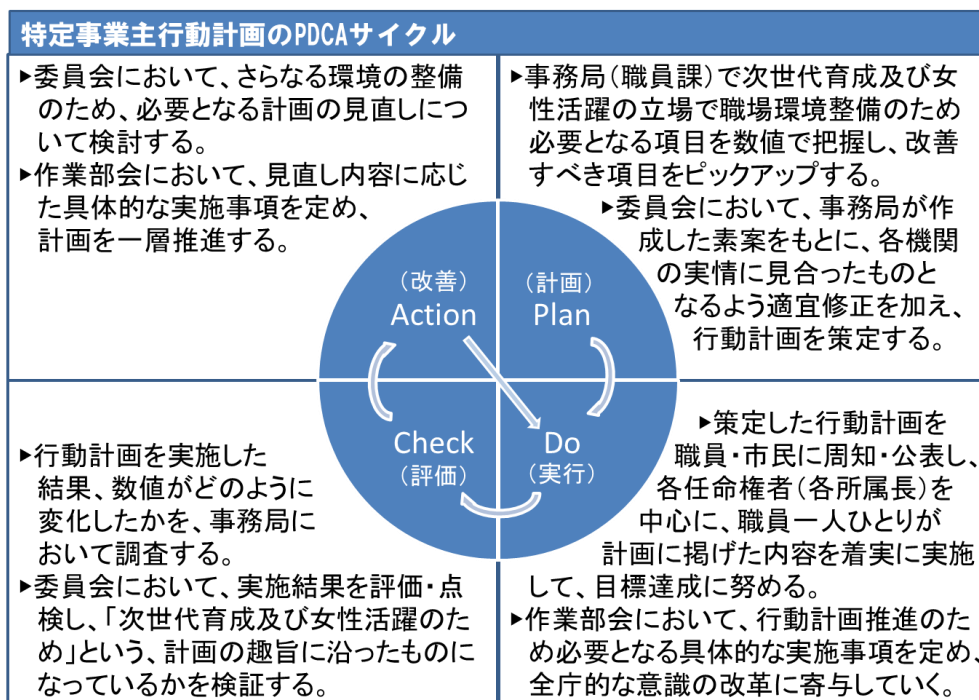 特定事業主行動計画のPDCAサイクル
▶委員会において、さらなる環境の整備
のため、必要となる計画の見直しにつ
いて検討する。
▶作業部会において、見直し内容に応じ
た具体的な実施事項を定め、
計画を一層推進する。
▶事務局(職員課)で次世代育成及び女
性活躍の立場で職場環境整備のため
必要となる項目を数値で把握し、改善
すべき項目をピックアップする。
▶委員会において、事務局が作
成した素案をもとに、各機関
の実情に見合ったものと
なるよう適宜修正を加え、
行動計画を策定する。
(改善)
Action
(計画)
Plan
Check
(評価)
Do
(実行)
▶行動計画を実施した
結果、数値がどのように
変化したかを、事務局に
おいて調査する。
▶委員会において、実施結果を評価・点
検し、「次世代育成及び女性活躍のた
め」という、計画の趣旨に沿ったものに
なっているかを検証する。
▶策定した行動計画を
職員・市民に周知・公表し、
各任命権者(各所属長)を
中心に、職員一人ひとりが
計画に掲げた内容を着実に実施
して、目標達成に努める。
▶作業部会において、行動計画推進のた
め必要となる具体的な実施事項を定め、
全庁的な意識の改革に寄与していく。